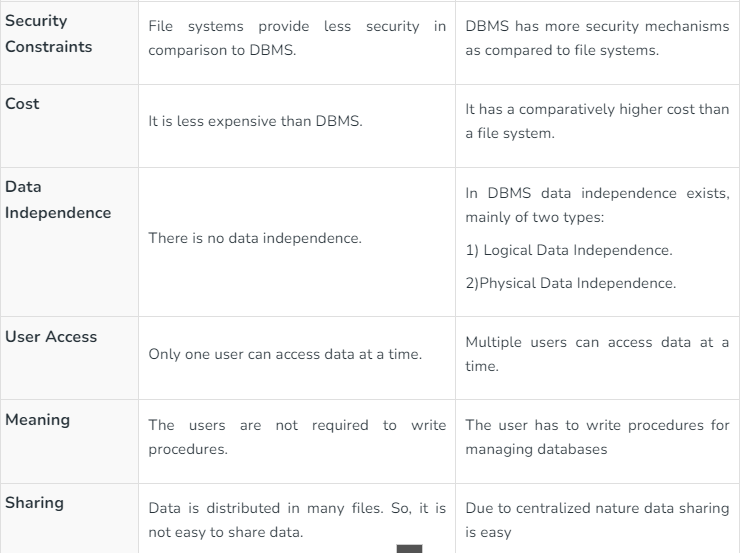 Security
Constraints
File systems provide less security in
comparison to DBMS.
DBMS has more security mechanisms
as compared to file systems.
Cost
It is less expensive than DBMS.
It has a comparatively higher cost than
a file system.
Data
Independence
There is no data independence.
In DBMS data independence exists,
mainly of two types:
1) Logical Data Independence.
2)Physical Data Independence.
User Access
Only one user can access data at a time.
Multiple users can access data at a
time.
Meaning
The users are not required to write
procedures.
The user has to write procedures for
managing databases
Sharing
Data is distributed in many files. So, it is
not easy to share data.
Due to centralized nature data sharing
is easy